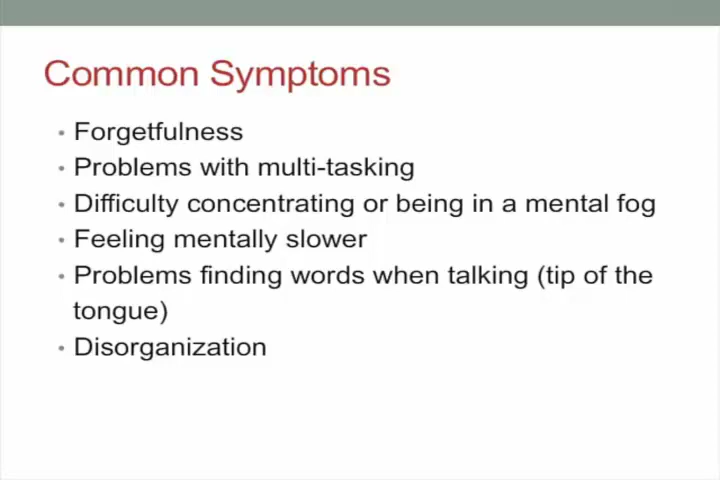 Common Symptoms
• Forgetfulness
• Problems with multi-tasking
• Difficulty concentrating or being in a mental fog
• Feeling mentally slower
• Problems finding words when talking (tip of the
tongue)
• Disorganization